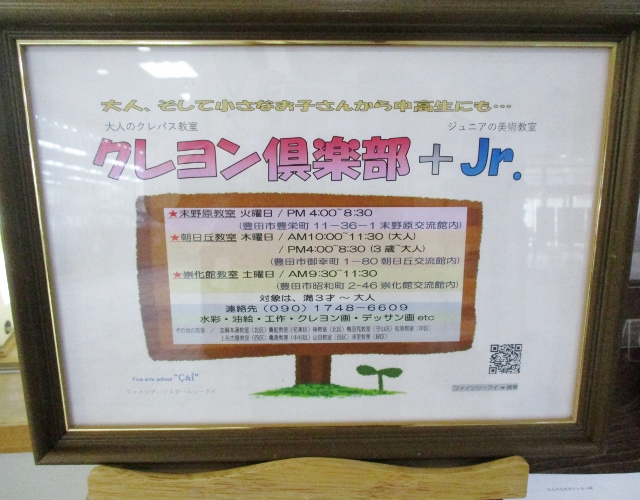 大人、そして小さなお子さんから中高生にも…
大人のクレパス教室
ジュニアの美術教室
クレヨン倶楽部+Jr.
★末野原教室 火曜日 / PM 4:00~8:30
(豊田市豊栄町 11-36-1 末野原交流館内)
★朝日丘教室 木曜日 / AM10:00~11:30 (大人)
/ PM4:00~8:30 (3歳~大人)
(豊田市御幸町 1-80 朝日丘交流館内)
★崇化館教室 土曜日 / AM9:30~11:30
(豊田市昭和町 2-46 崇化館交流館内)
対象は、満3才 ~ 大人
連絡先 (090) 1748-6609
水彩・油絵・工作・クレヨン画・デッサン画 etc
その他の教室 /
Fine arts school "Çáí"